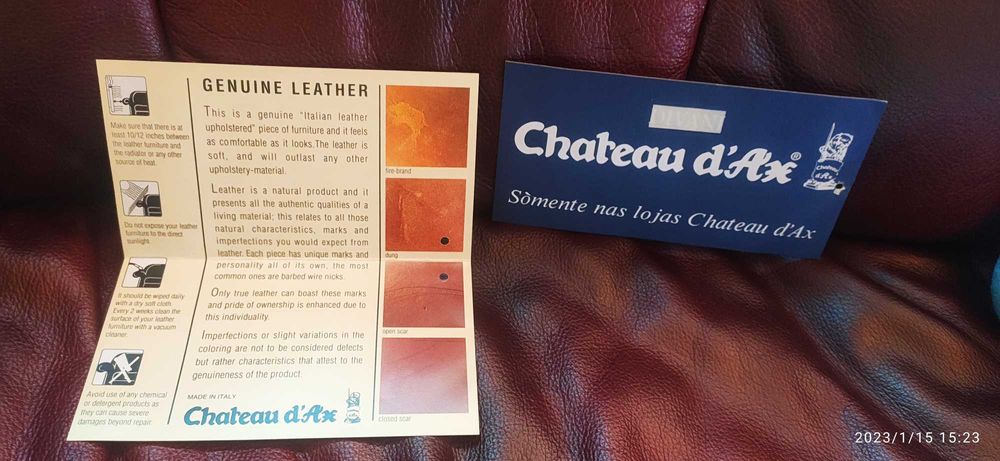 Make sure that there is at
least 10/12 inches between
the leather furniture and
the radiator or any other
source of heat.
Do not expose your leather
furniture to the direct
sunlight.
It should be wiped daily
with a dry soft cloth.
Every 2 weeks clean the
surface of your leather
furniture with a vacuum
cleaner.
Avoid use of any chemical
or detergent products as
they can cause severe
damages beyond repair
GENUINE LEATHER
This is a genuine "Italian leather
upholstered" piece of furniture and it feels
as comfortable as it looks. The leather is
soft, and will outlast any other
upholstery-material.
Leather is a natural product and it
presents all the authentic qualities of a
living material; this relates to all those
natural characteristics, marks and
imperfections you would expect from
leather. Each piece has unique marks and
personality all of its own, the most
common ones are barbed wire nicks.
Only true leather can boast these marks
and pride of ownership is enhanced due to
this individuality.
Imperfections or slight variations in the
coloring are not to be considered defects
but rather characteristics that attest to the
genuineness of the product.
MADE IN ITALY
Chateau d'Ax
fire-brand
dung
open scar
closed scar
DIVANI
Chateau d'Ax®
Chateau
d'Ax
Sòmente nas lojas Chateau d'Ax
2023/1/15 15:23